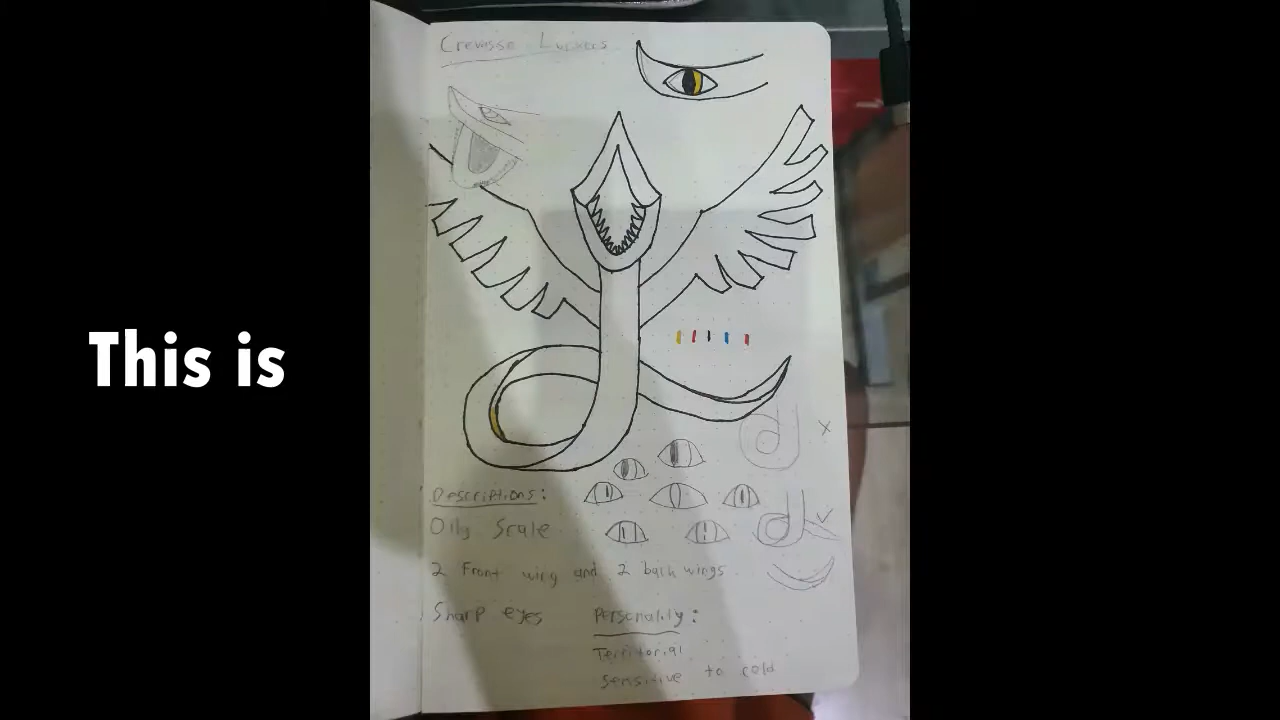 This is
Crevasse Lurkers
Descriptions:
Oily Scale
2 Front wing and 2 back wings
Sharp eyes
Personality:
Territorial
Sensitive to cold